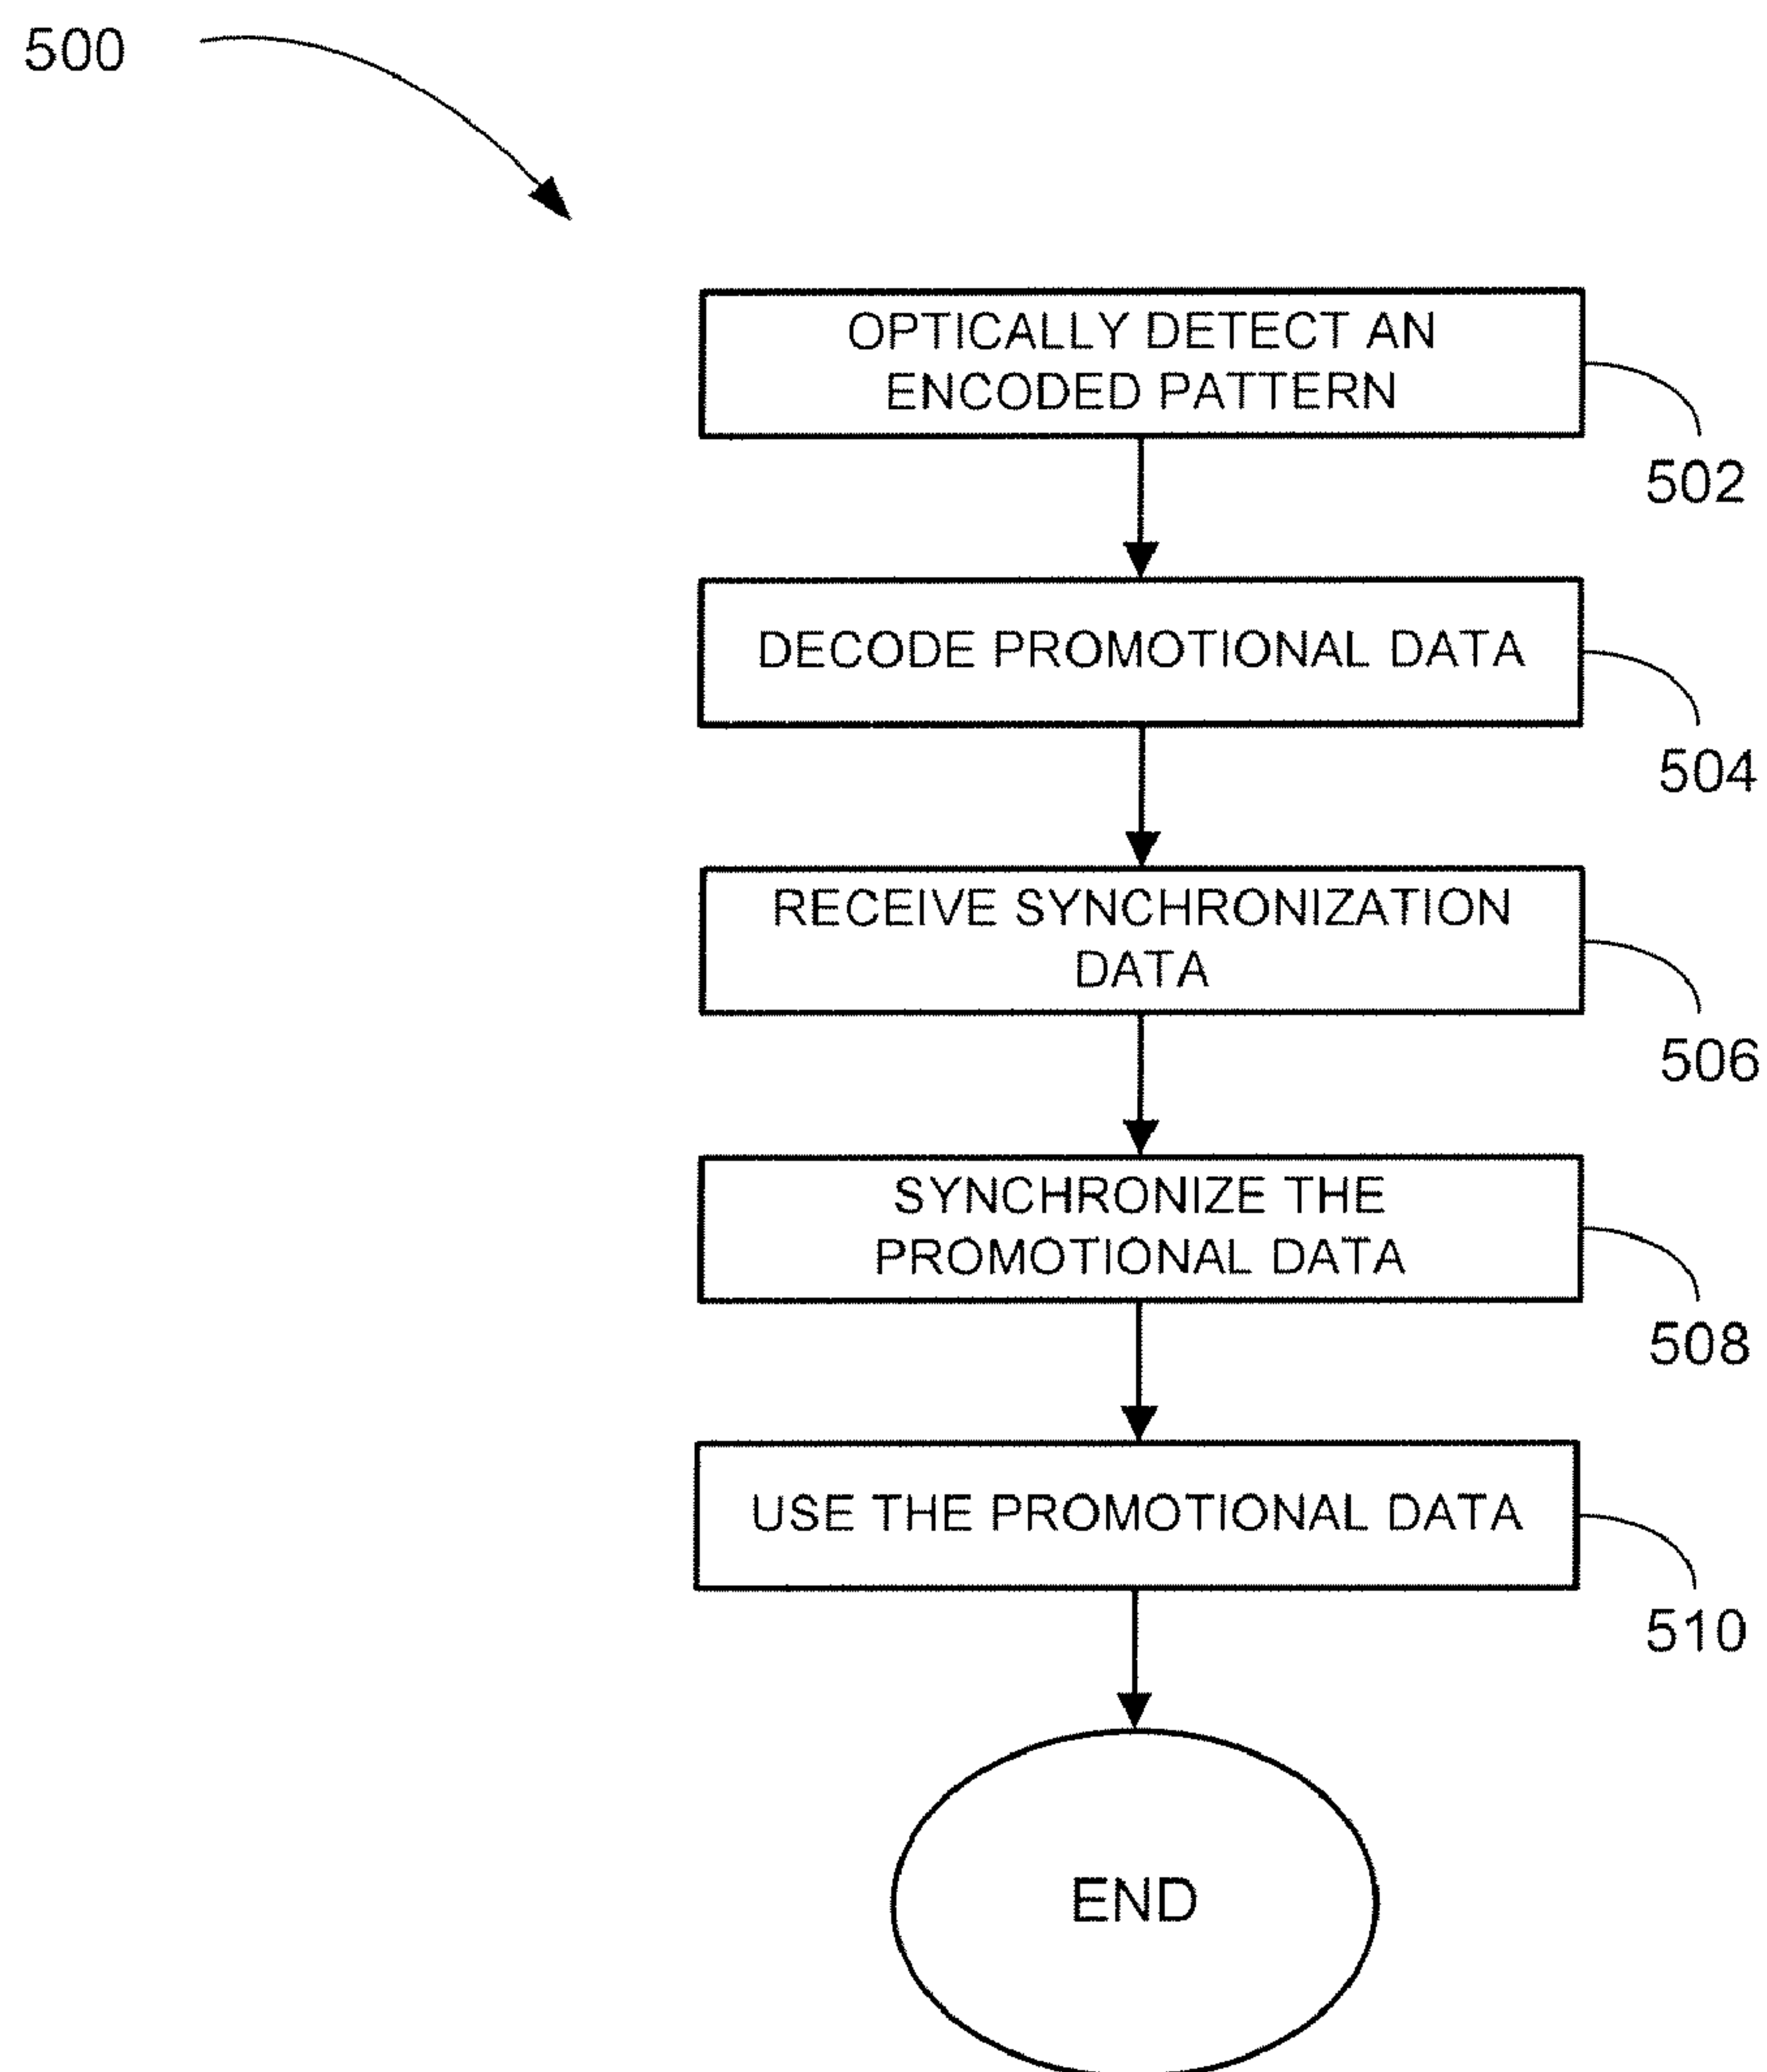 500
OPTICALLY DETECT AN
ENCODED PATTERN
502
DECODE PROMOTIONAL DATA
504
RECEIVE SYNCHRONIZATION
DATA
506
SYNCHRONIZE THE
PROMOTIONAL DATA
508
USE THE PROMOTIONAL DATA
510
END